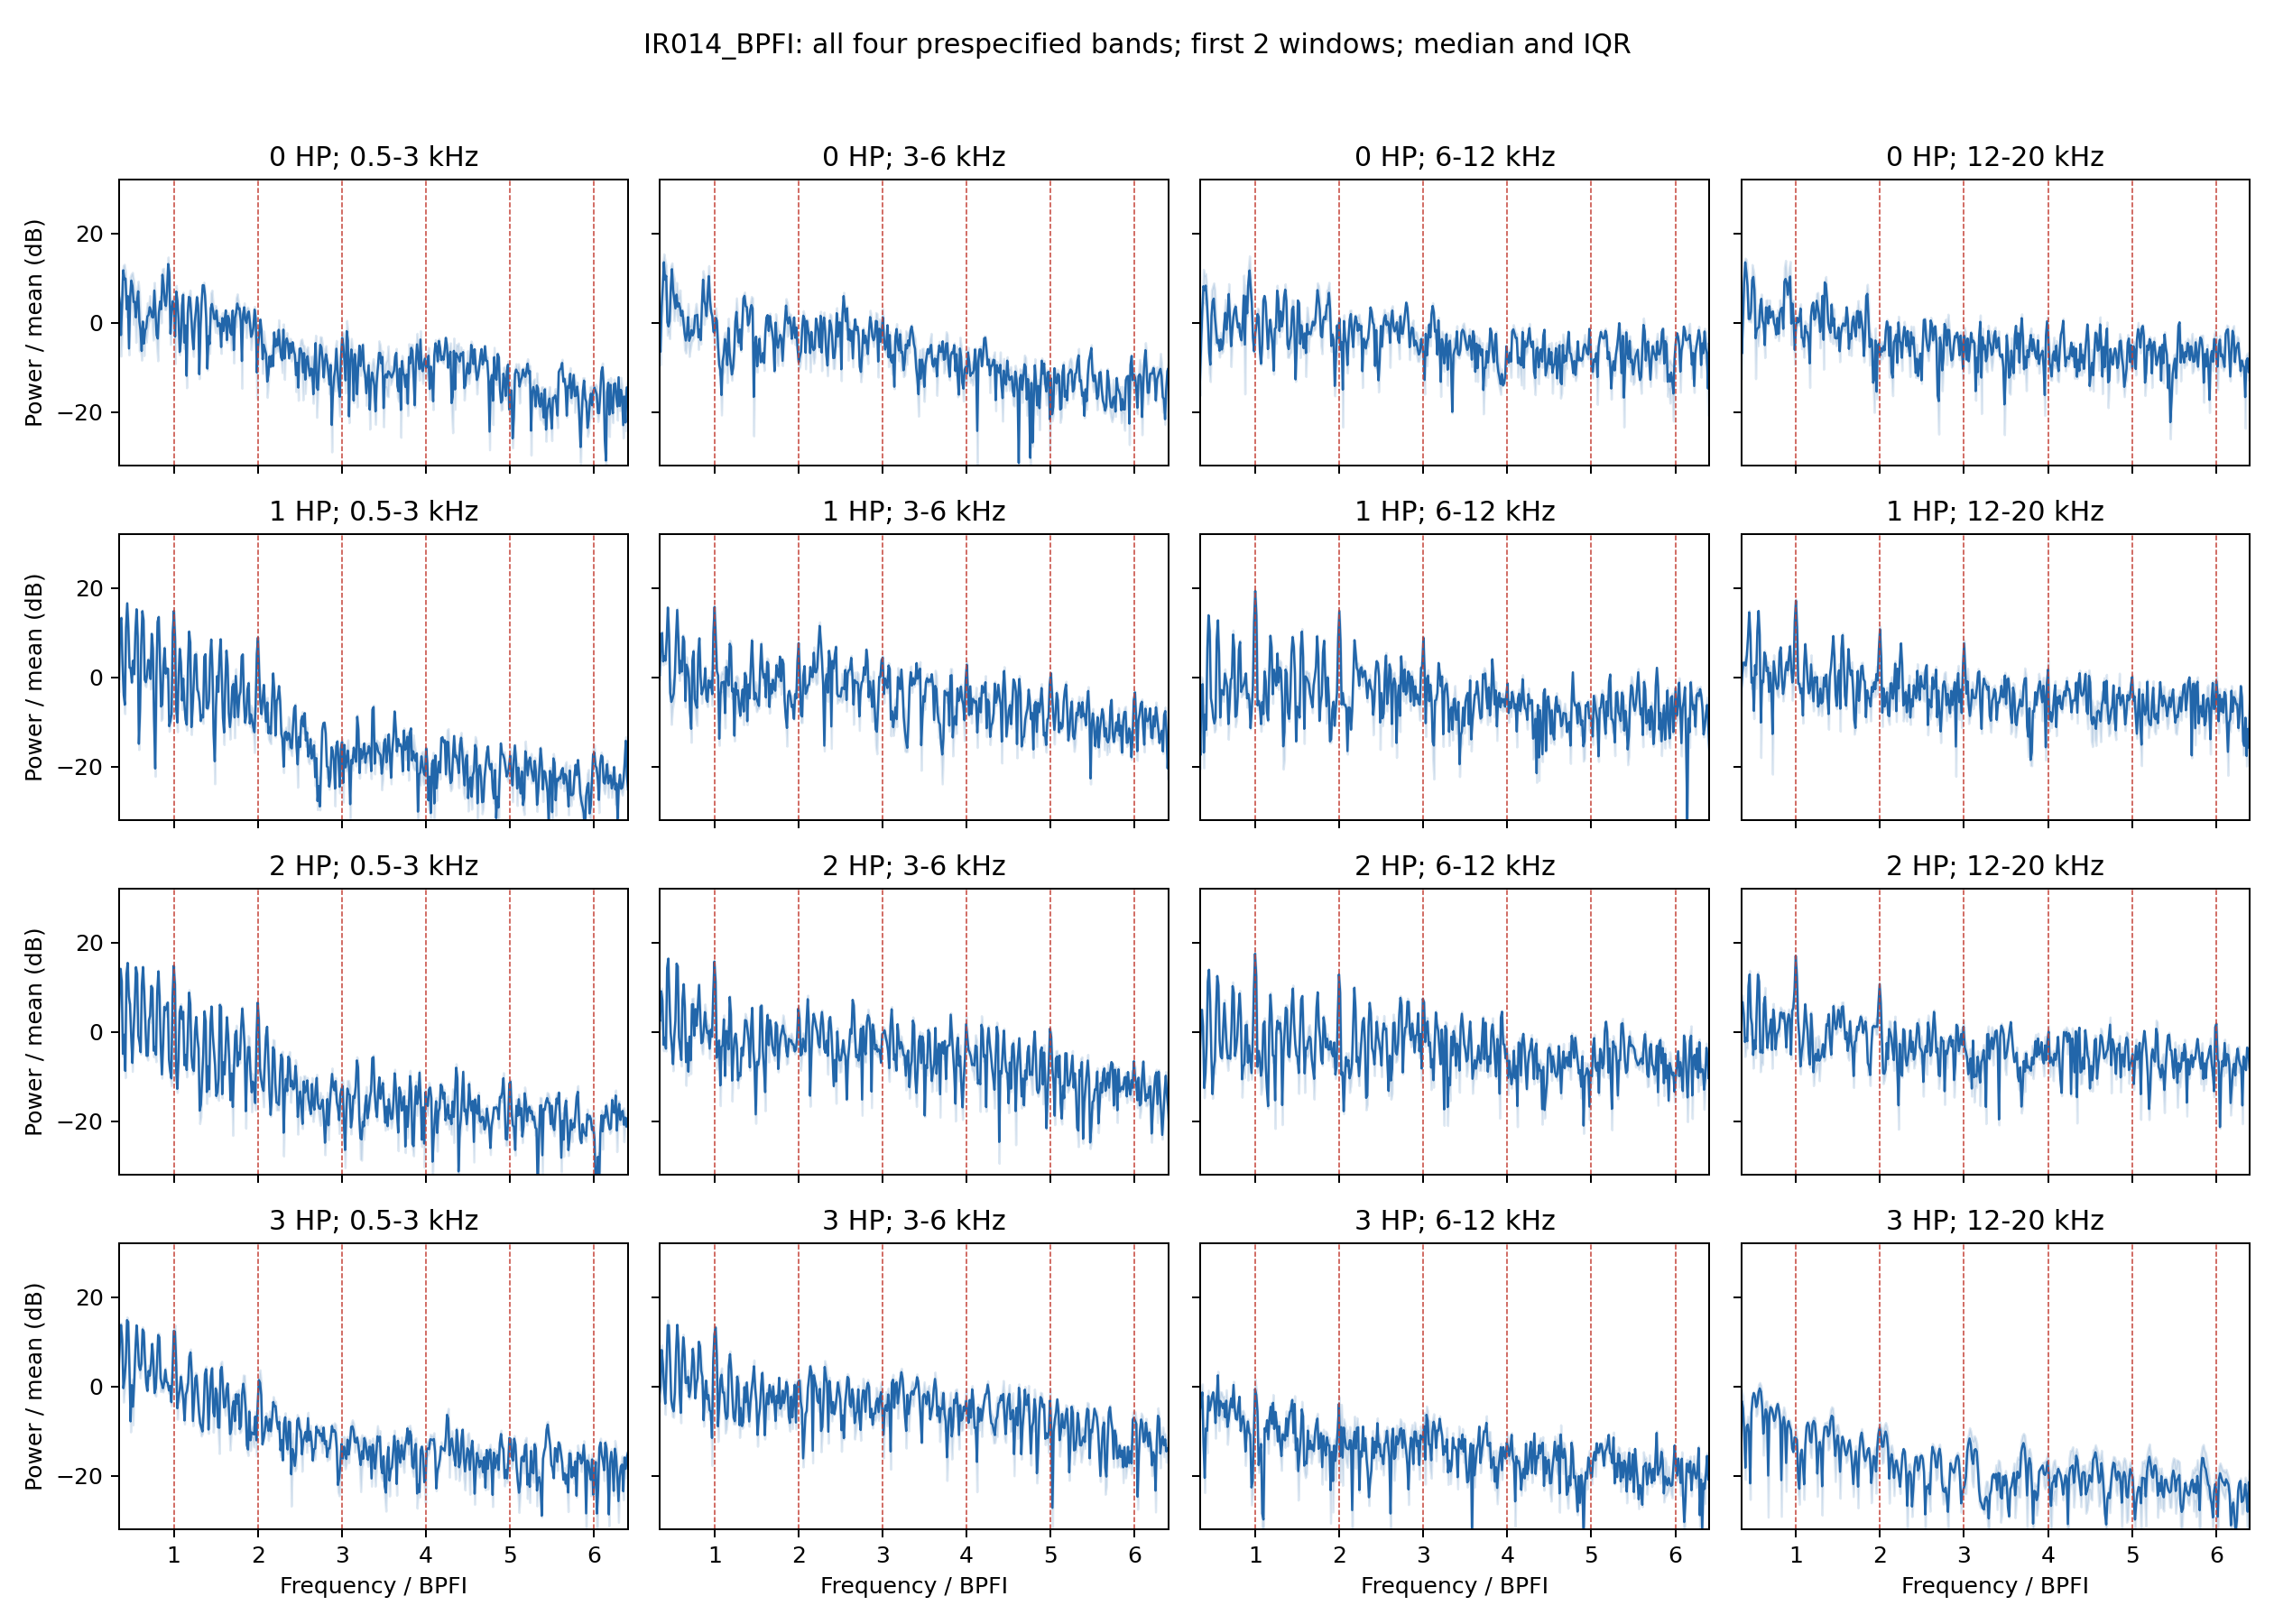 IR014_BPFI: all four prespecified bands; first 2 windows; median and IQR
0 HP; 0.5-3 kHz
0 HP; 3-6 kHz
0 HP; 6-12 kHz
0 HP; 12-20 kHz
Power / mean (dB)
20
0
−20
1 HP; 0.5-3 kHz
1 HP; 3-6 kHz
1 HP; 6-12 kHz
1 HP; 12-20 kHz
Power / mean (dB)
20
0
−20
2 HP; 0.5-3 kHz
2 HP; 3-6 kHz
2 HP; 6-12 kHz
2 HP; 12-20 kHz
Power / mean (dB)
20
0
−20
3 HP; 0.5-3 kHz
3 HP; 3-6 kHz
3 HP; 6-12 kHz
3 HP; 12-20 kHz
Power / mean (dB)
20
0
−20
1 2 3 4 5 6
1 2 3 4 5 6
1 2 3 4 5 6
1 2 3 4 5 6
Frequency / BPFI
Frequency / BPFI
Frequency / BPFI
Frequency / BPFI